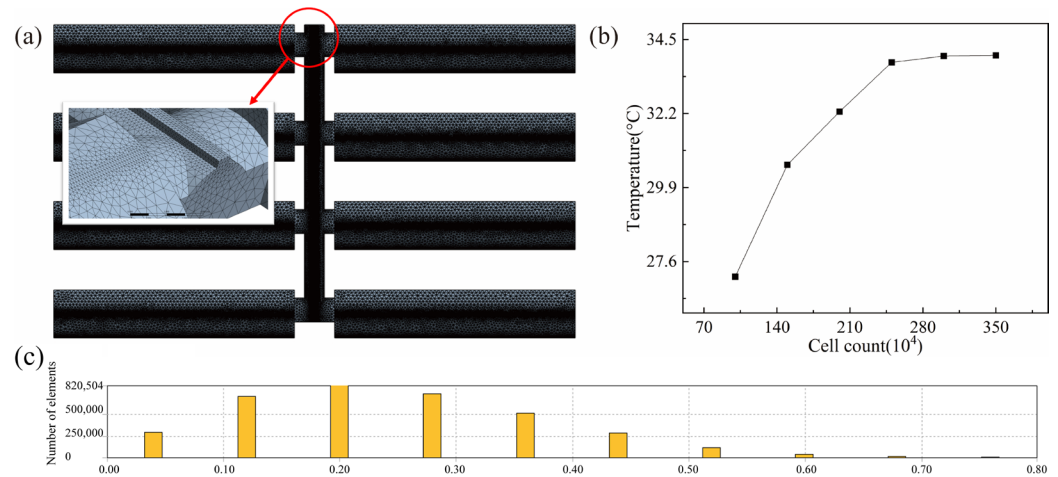 (a)
(b)
34.5
32.2
29.9
27.6
Temperature(°C)
70 140 210 280 350
Cell count(10⁴)
(c)
Number of elements
820,504
500,000
250,000
0
0.00 0.10 0.20 0.30 0.40 0.50 0.60 0.70 0.80